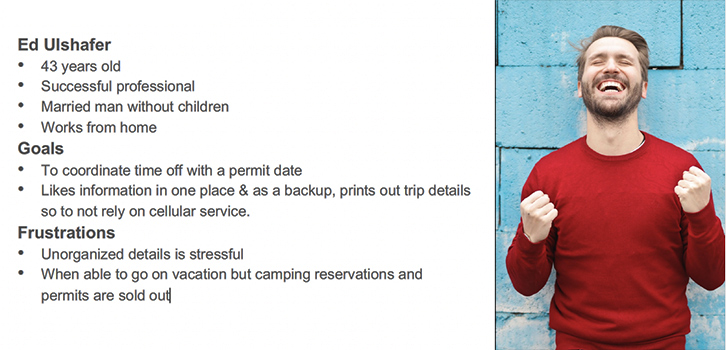 Ed Ulshafer
• 43 years old
• Successful professional
• Married man without children
• Works from home
Goals
• To coordinate time off with a permit date
• Likes information in one place & as a backup, prints out trip details
so to not rely on cellular service.
Frustrations
• Unorganized details is stressful
• When able to go on vacation but camping reservations and
permits are sold out